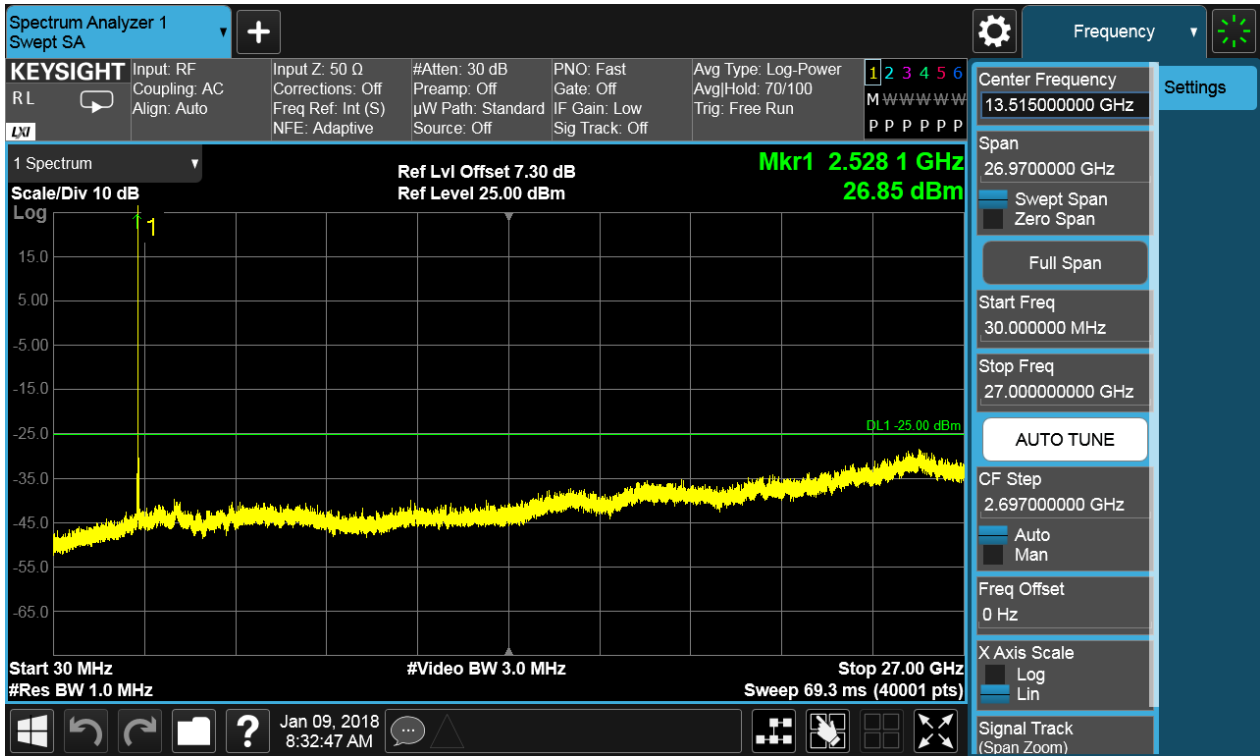 Spectrum Analyzer 1
Swept SA
Frequency
KEYSIGHT
RL
LXI
Input: RF
Coupling: AC
Align: Auto
Input Z: 50 Ω
Corrections: Off
Freq Ref: Int (S)
NFE: Adaptive
#Atten: 30 dB
Preamp: Off
µW Path: Standard
Source: Off
PNO: Fast
Gate: Off
IF Gain: Low
Sig Track: Off
Avg Type: Log-Power
Avg|Hold: 70/100
Trig: Free Run
1 2 3 4 5 6
M W W W W W
P P P P P P
Center Frequency
13.515000000 GHz
Settings
Span
26.9700000 GHz
Swept Span
Zero Span
Full Span
Start Freq
30.000000 MHz
Stop Freq
27.000000000 GHz
AUTO TUNE
CF Step
2.697000000 GHz
Auto
Man
Freq Offset
0 Hz
X Axis Scale
Log
Lin
Signal Track
(Span Zoom)
1 Spectrum
Scale/Div 10 dB
Ref Lvl Offset 7.30 dB
Ref Level 25.00 dBm
Mkr1 2.528 1 GHz
26.85 dBm
Log
1
15.0
5.00
-5.00
-15.0
-25.0
DL1 -25.00 dBm
-35.0
-45.0
-55.0
-65.0
Start 30 MHz
#Video BW 3.0 MHz
Stop 27.00 GHz
#Res BW 1.0 MHz
Sweep 69.3 ms (40001 pts)
?
Jan 09, 2018
8:32:47 AM